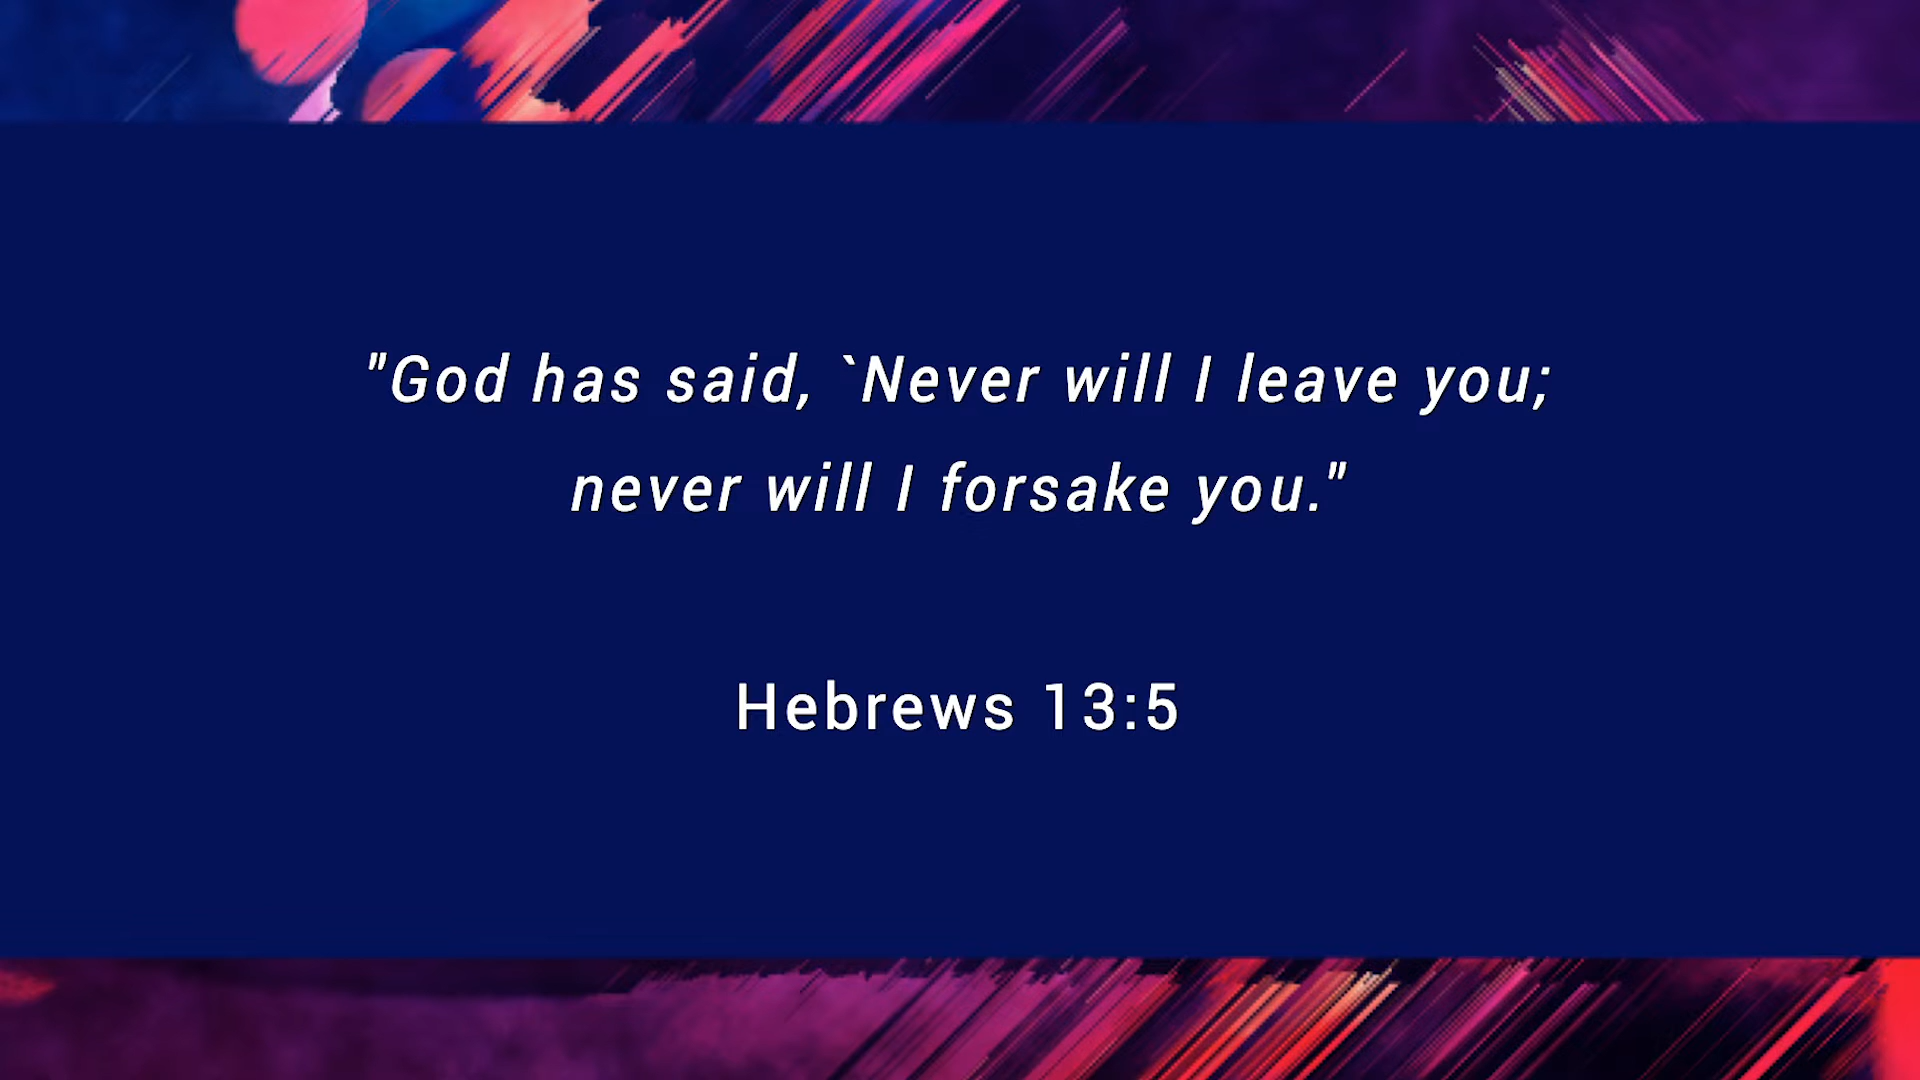 "God has said, `Never will I leave you;
never will I forsake you."
Hebrews 13:5